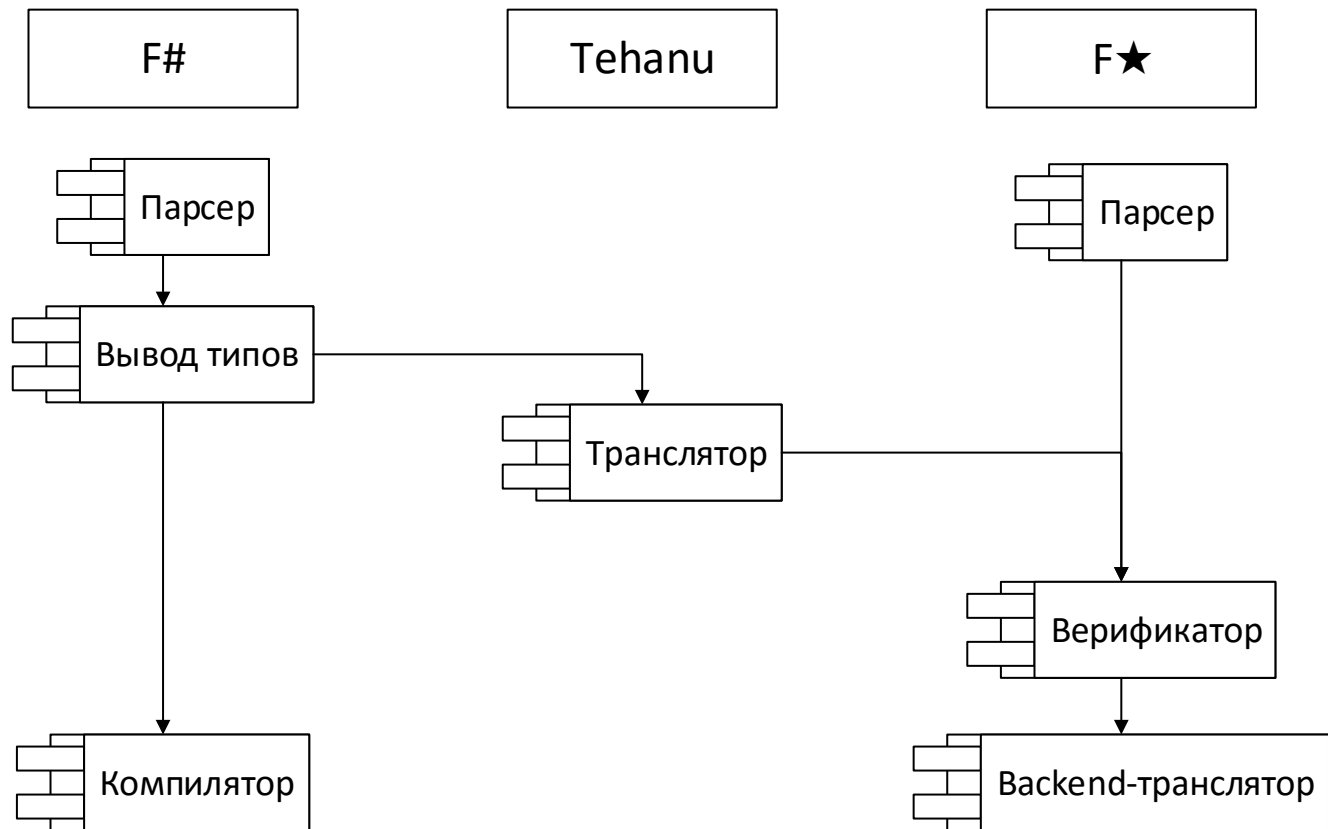 F#
Tehanu
F★
Парсер
Парсер
Вывод типов
Транслятор
Верификатор
Компилятор
Backend-транслятор